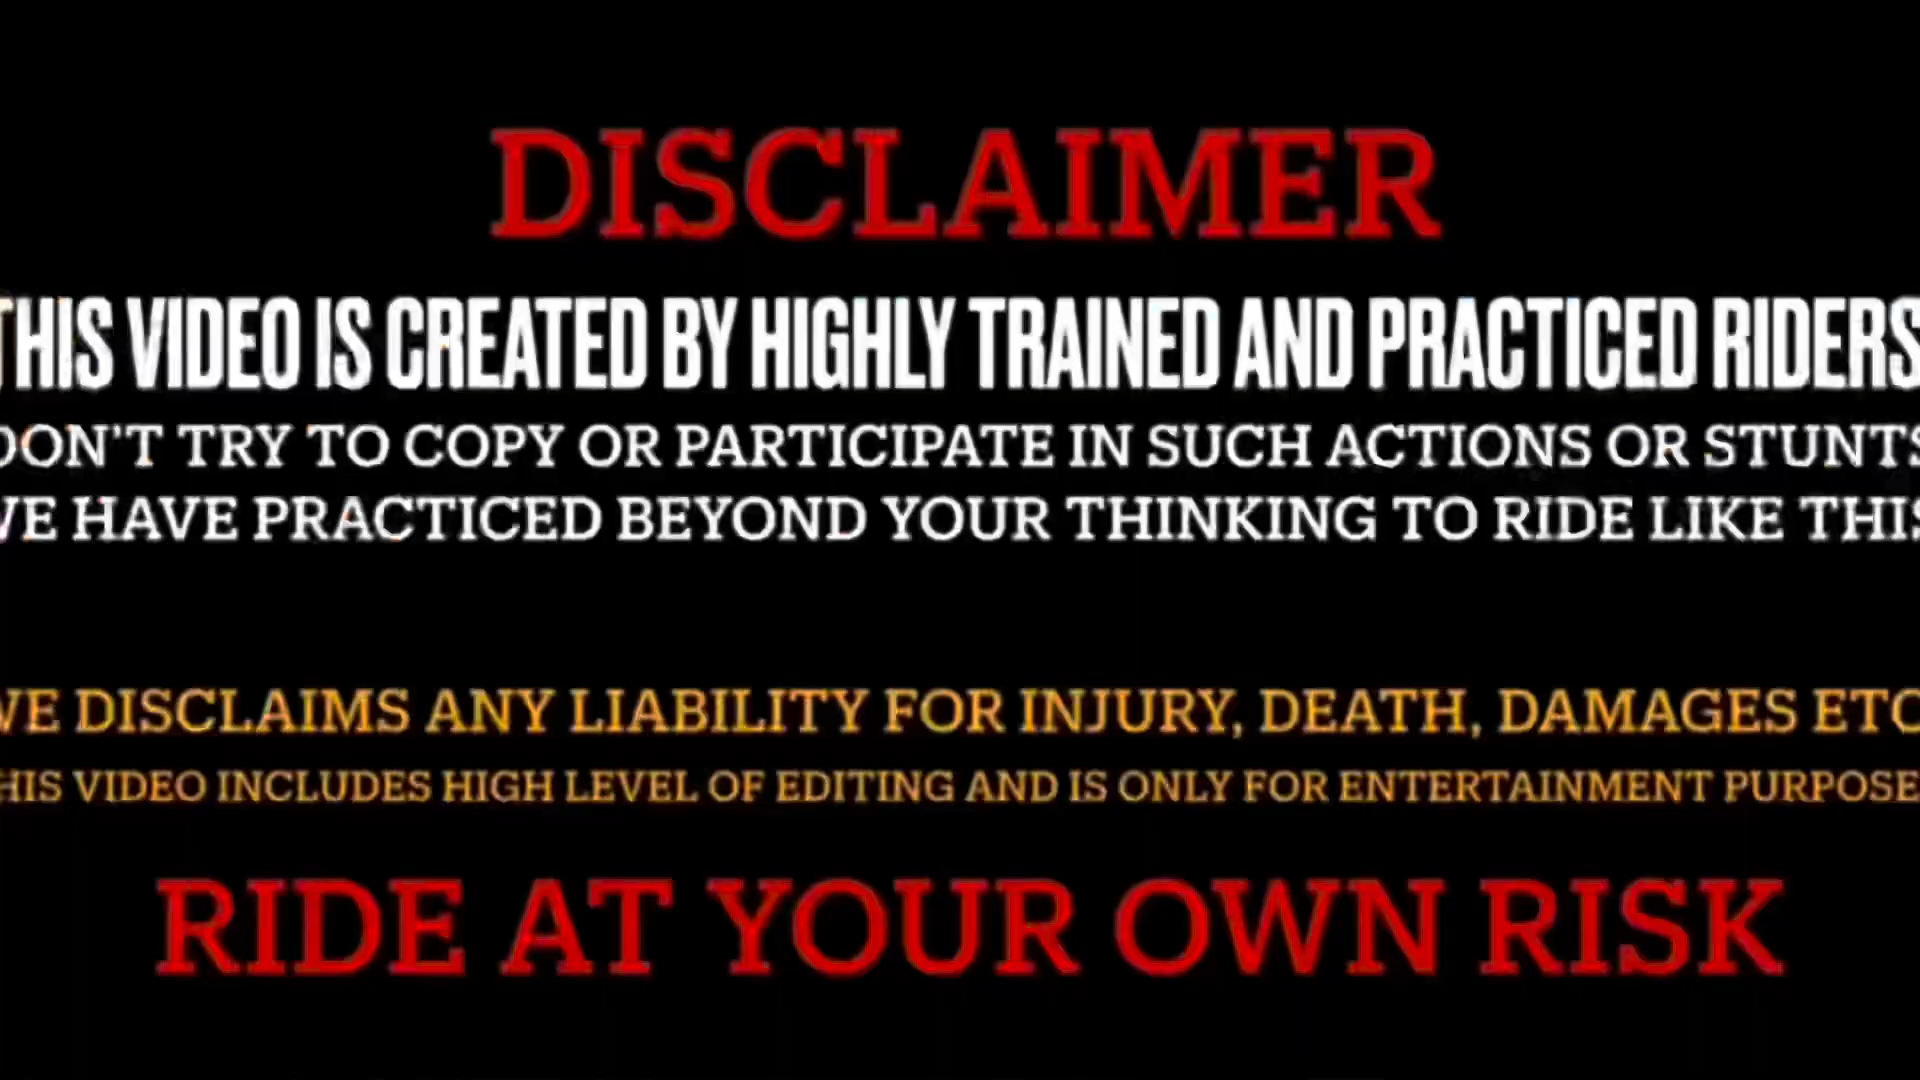 DISCLAIMER
THIS VIDEO IS CREATED BY HIGHLY TRAINED AND PRACTICED RIDERS
DON'T TRY TO COPY OR PARTICIPATE IN SUCH ACTIONS OR STUNTS
WE HAVE PRACTICED BEYOND YOUR THINKING TO RIDE LIKE THIS
WE DISCLAIMS ANY LIABILITY FOR INJURY, DEATH, DAMAGES ETC
HIS VIDEO INCLUDES HIGH LEVEL OF EDITING AND IS ONLY FOR ENTERTAINMENT PURPOSE
RIDE AT YOUR OWN RISK